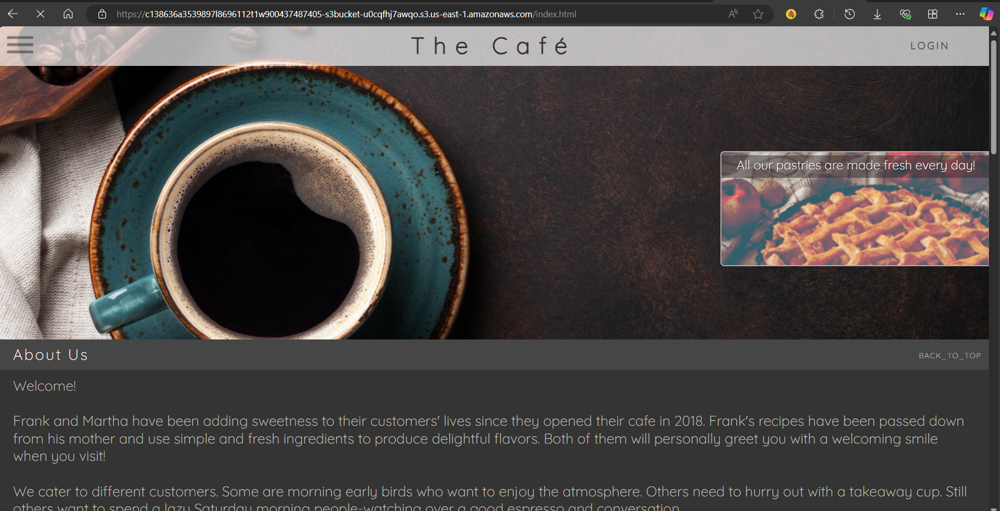 https://c138636a3539897l8696112t1w900437487405-s3bucket-u0cqfhj7awqo.s3.us-east-1.amazonaws.com/index.html
The Café
LOGIN
All our pastries are made fresh every day!
About Us
BACK_TO_TOP
Welcome!
Frank and Martha have been adding sweetness to their customers' lives since they opened their cafe in 2018. Frank's recipes have been passed down
from his mother and use simple and fresh ingredients to produce delightful flavors. Both of them will personally greet you with a welcoming smile
when you visit!
We cater to different customers. Some are morning early birds who want to enjoy the atmosphere. Others need to hurry out with a takeaway cup. Still
others want to spend a lazy Saturday morning people-watching over a good espresso and conversation.